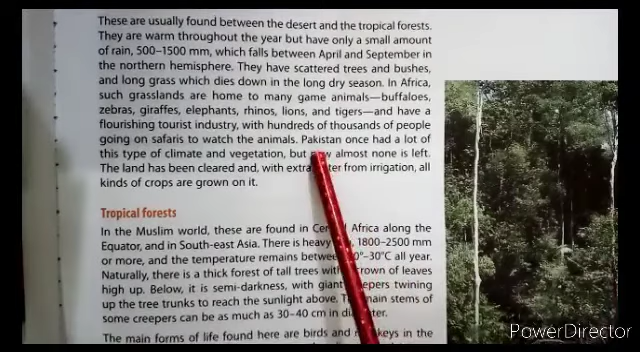 These are usually found between the desert and the tropical forests.
They are warm throughout the year but have only a small amount
of rain, 500–1500 mm, which falls between April and September in
the northern hemisphere. They have scattered trees and bushes,
and long grass which dies down in the long dry season. In Africa,
such grasslands are home to many game animals—buffaloes,
zebras, giraffes, elephants, rhinos, lions, and tigers—and have a
flourishing tourist industry, with hundreds of thousands of people
going on safaris to watch the animals. Pakistan once had a lot of
this type of climate and vegetation, but now almost none is left.
The land has been cleared and, with extra water from irrigation, all
kinds of crops are grown on it.
Tropical forests
In the Muslim world, these are found in Africa along the
Equator, and in South-east Asia. There is heavy 1800–2500 mm
or more, and the temperature remains 30°C all year.
Naturally, there is a thick forest of tall trees crown of leaves
high up. Below, it is semi-darkness, with giant twining
up the tree trunks to reach the sunlight above. main stems of
some creepers can be as much as 30–40 cm in
The main forms of life found here are birds and in the
PowerDirector